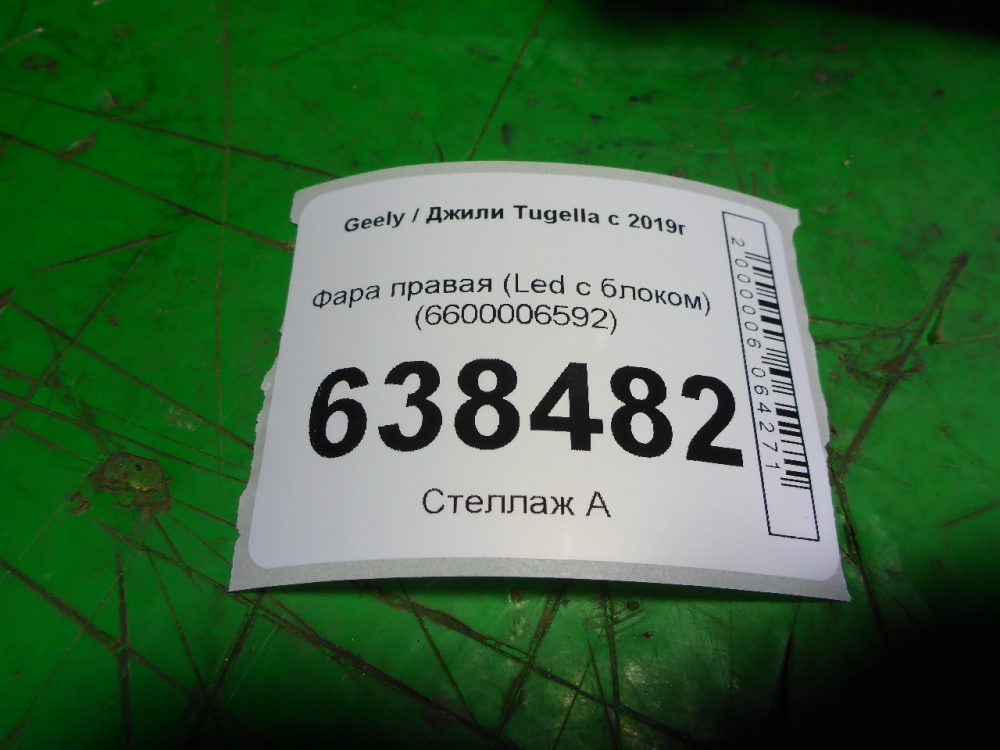 Geely / Джили Tugella с 2019г
Фара правая (Led с блоком)
(6600006592)
638482
Стеллаж А
2000006064271